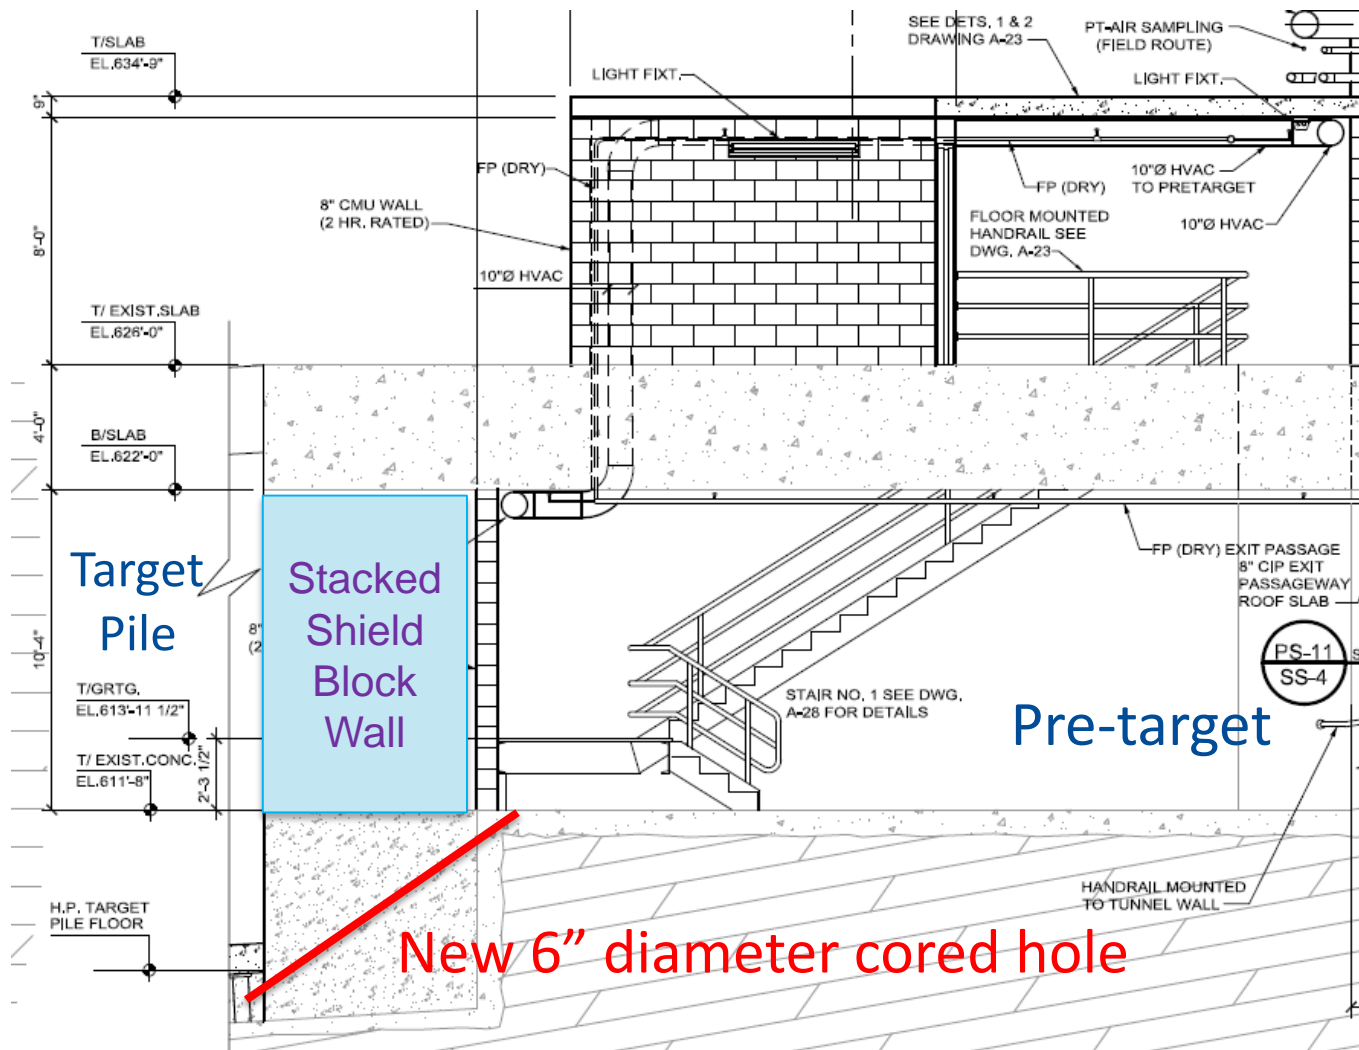 T/SLAB
EL.634'-9"
9"
SEE DETS. 1 & 2
DRAWING A-23
PT-AIR SAMPLING
(FIELD ROUTE)
LIGHT FIXT.
LIGHT FIXT.
FP (DRY)
8" CMU WALL
(2 HR. RATED)
10"Ø HVAC
FP (DRY)
10"Ø HVAC
TO PRETARGET
FLOOR MOUNTED
HANDRAIL SEE
DWG. A-23
10"Ø HVAC
8'-0"
T/ EXIST.SLAB
EL.626'-0"
4'-0"
B/SLAB
EL.622'-0"
Target
Pile
Stacked
Shield
Block
Wall
8"
(2
10'-4"
FP (DRY) EXIT PASSAGE
8" CIP EXIT
PASSAGEWAY
ROOF SLAB
PS-11
SS-4
S
T/GRTG.
EL.613'-11 1/2"
STAIR NO. 1 SEE DWG.
A-28 FOR DETAILS
Pre-target
T/ EXIST.CONC.
EL.611'-8"
2'-3 1/2"
HANDRAIL MOUNTED
TO TUNNEL WALL
H.P. TARGET
PILE FLOOR
New 6” diameter cored hole